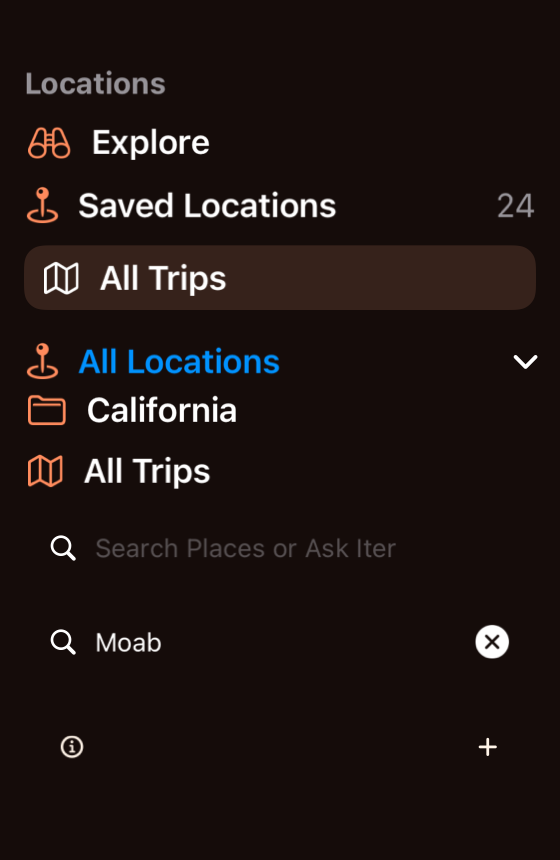 Locations
Explore
Saved Locations 24
All Trips
All Locations
California
All Trips
Search Places or Ask Iter
Moab